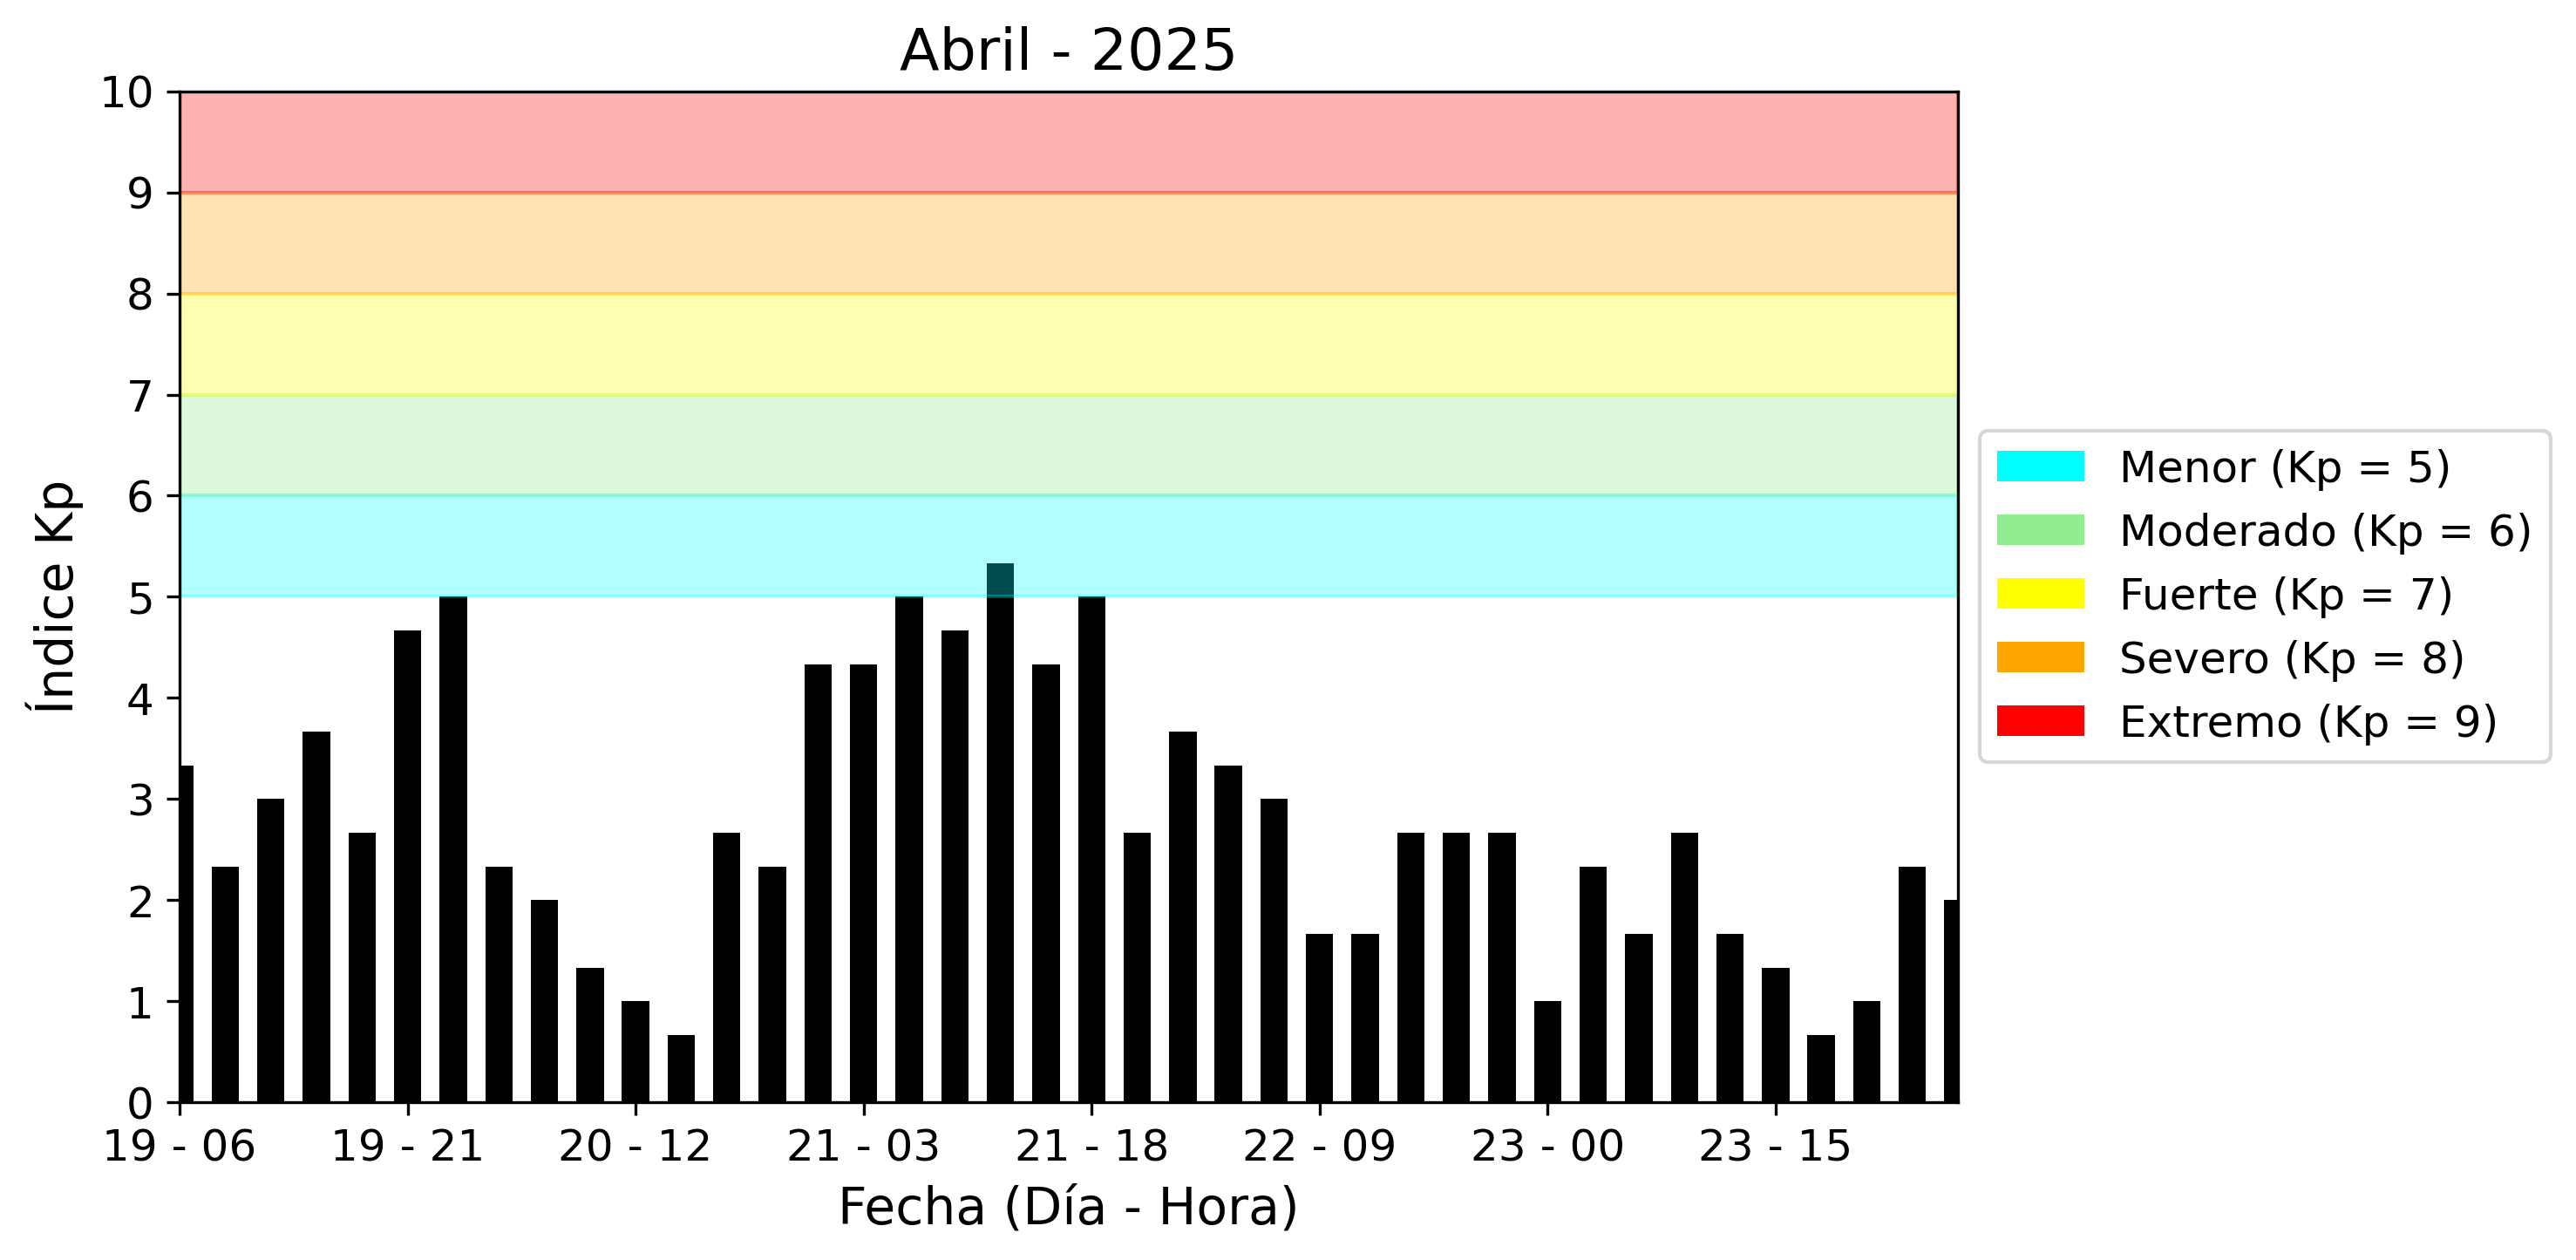 Abril - 2025
10
9
8
7
6
5
4
3
2
1
0
Índice Kp
19 - 06
19 - 21
20 - 12
21 - 03
21 - 18
22 - 09
23 - 00
23 - 15
Fecha (Día - Hora)
Menor (Kp = 5)
Moderado (Kp = 6)
Fuerte (Kp = 7)
Severo (Kp = 8)
Extremo (Kp = 9)